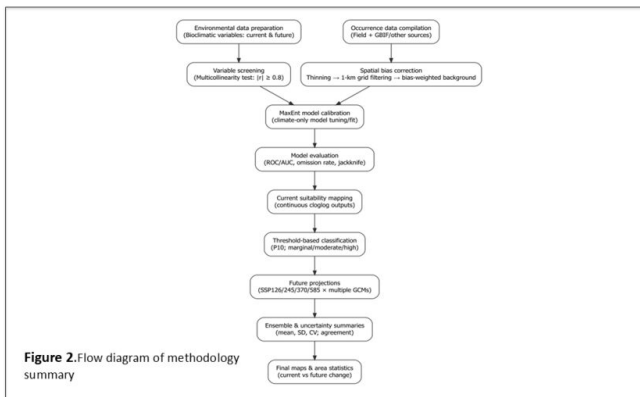 Environmental data preparation
(Bioclimatic variables: current & future)
Occurrence data compilation
(Field + GBIF/other sources)
Variable screening
(Multicollinearity test: |r| ≥ 0.8)
Spatial bias correction
Thinning → 1-km grid filtering → bias-weighted background
MaxEnt model calibration
(climate-only model tuning/fit)
Model evaluation
(ROC/AUC, omission rate, jackknife)
Current suitability mapping
(continuous cloglog outputs)
Threshold-based classification
(P10; marginal/moderate/high)
Future projections
(SSP126/245/370/585 × multiple GCMs)
Ensemble & uncertainty summaries
(mean, SD, CV; agreement)
Final maps & area statistics
(current vs future change)
Figure 2.Flow diagram of methodology
summary